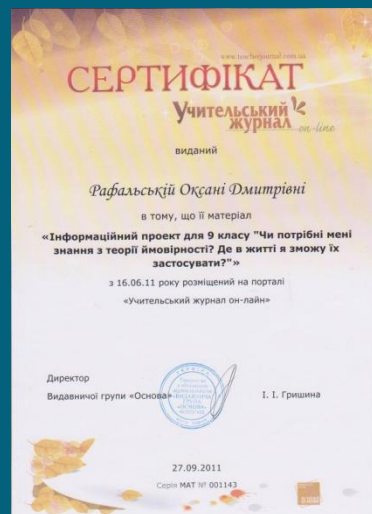 www.teacherjournal.com.ua
СЕРТИФІКАТ
Учительський
журнал on-line
виданий
Рафальській Оксані Дмитрівні
в тому, що її матеріал
«Інформаційний проект для 9 класу "Чи потрібні мені
знання з теорії ймовірності? Де в житті я зможу їх
застосувати?"»
з 16.06.11 року розміщений на порталі
«Учительський журнал он-лайн»
Директор
Видавничої групи «Основа» І. І. Гришина
27.09.2011
Серія МАТ № 001143